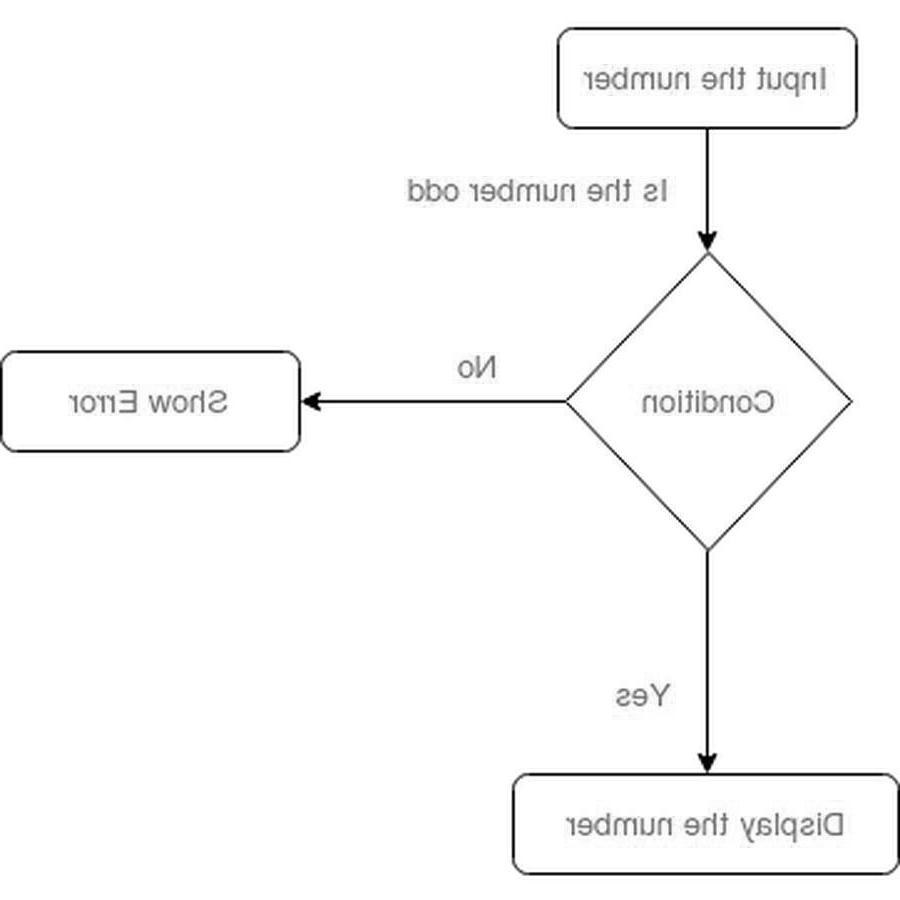 Input the number
Is the number odd
No
Condition
Show Error
Yes
Display the number